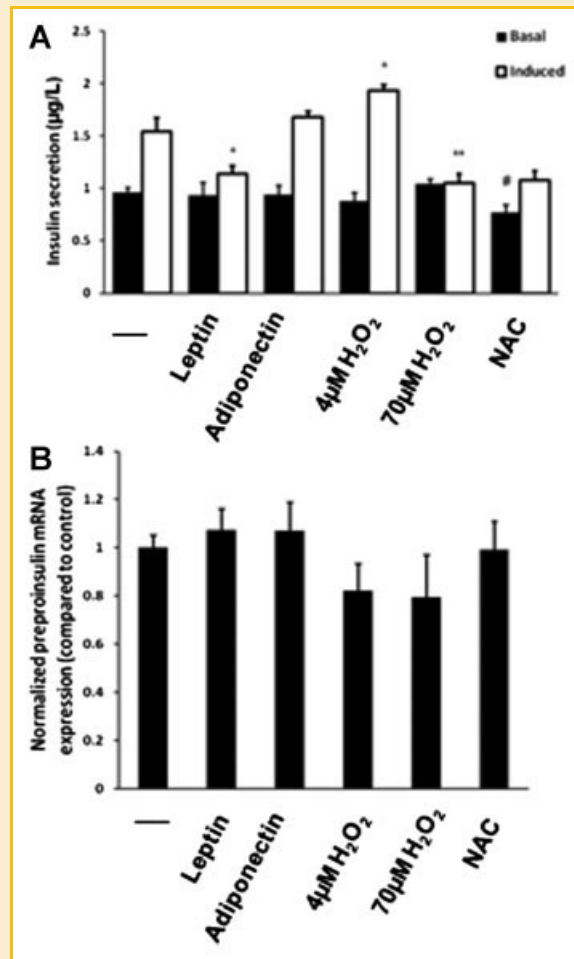 A
Basal
Induced
Insulin secretion (µg/L)
2.5
2
1.5
1
0.5
0
*
*
**
#
—
Leptin
Adiponectin
4µM H₂O₂
70µM H₂O₂
NAC
B
Normalized preproinsulin mRNA
expression (compared to control)
1.4
1.2
1
0.8
0.6
0.4
0.2
0
—
Leptin
Adiponectin
4µM H₂O₂
70µM H₂O₂
NAC